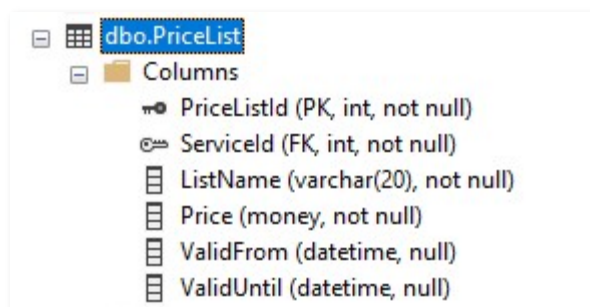 dbo.PriceList
Columns
PriceListId (PK, int, not null)
ServiceId (FK, int, not null)
ListName (varchar(20), not null)
Price (money, not null)
ValidFrom (datetime, null)
ValidUntil (datetime, null)